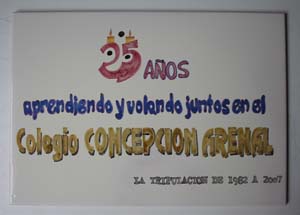 25 AÑOS
aprendiendo y volando juntos en el
Colegio CONCEPCION ARENAL
LA TRIPULACION DE 1982 A 2007